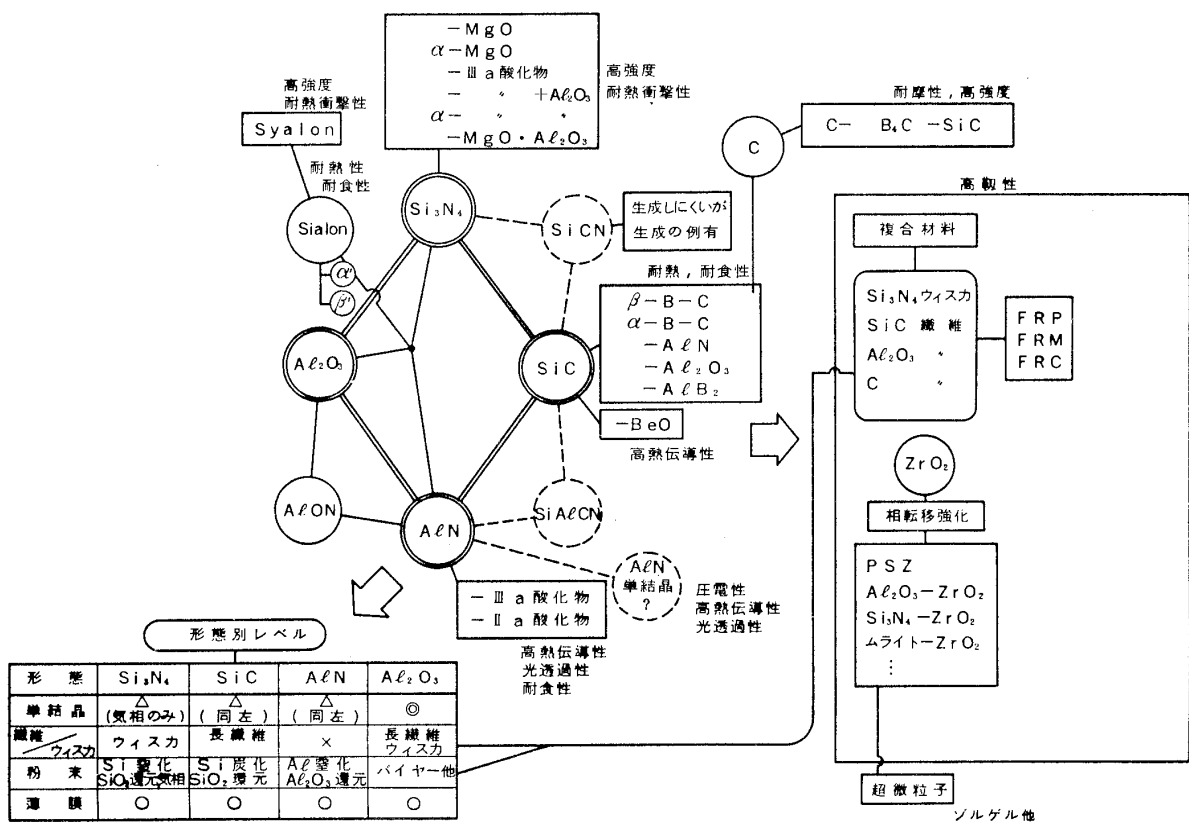 -MgO
α-MgO
-Ⅲa酸化物
- 〃 +Aℓ₂O₃
α- 〃 〃
-MgO・Aℓ₂O₃
高強度
耐熱衝撃性
高強度
耐熱衝撃性
Syalon
耐熱性
耐食性
Sialon
α'
β'
Si₃N₄
SiCN
生成しにくいが
生成の例有
耐摩性,高強度
C- B₄C -SiC
C
耐熱,耐食性
β-B-C
α-B-C
-AℓN
-Aℓ₂O₃
-AℓB₂
Aℓ₂O₃
SiC
-BeO
高熱伝導性
AℓON
AℓN
SiAℓCN
AℓN
単結晶
?
圧電性
高熱伝導性
光透過性
-Ⅲa酸化物
-Ⅱa酸化物
高熱伝導性
光透過性
耐食性
高靱性
複合材料
Si₃N₄ウィスカ
SiC 繊維
Aℓ₂O₃ 〃
C 〃
FRP
FRM
FRC
ZrO₂
相転移強化
PSZ
Aℓ₂O₃-ZrO₂
Si₃N₄-ZrO₂
ムライト-ZrO₂
⋮
超微粒子
ゾルゲル他
形態別レベル
形態 Si₃N₄ SiC AℓN Aℓ₂O₃
単結晶 △(気相のみ) △(同左) △(同左) ◎
繊維/ウィスカ ウィスカ 長繊維 × 長繊維 ウィスカ
粉末 Si窒化 SiO₂還元,気相 Si炭化 SiO₂還元 Aℓ窒化 Aℓ₂O₃還元 バイヤー他
薄膜 ○ ○ ○ ○